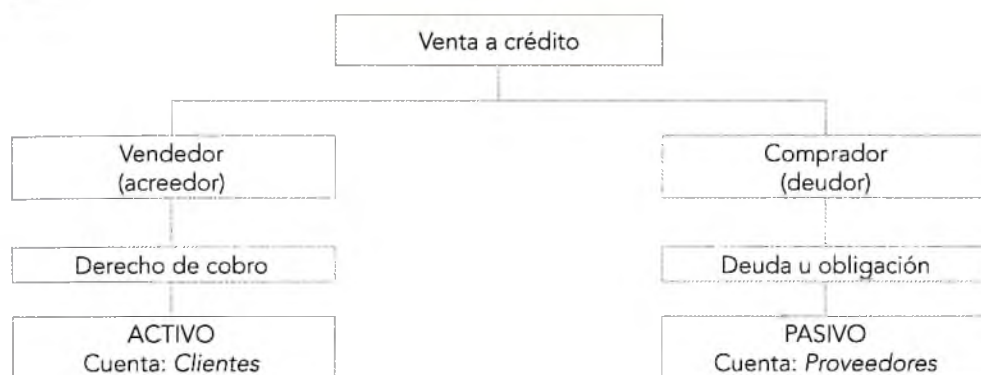 Venta a crédito
Vendedor
(acreedor)
Comprador
(deudor)
Derecho de cobro
Deuda u obligación
ACTIVO
Cuenta: Clientes
PASIVO
Cuenta: Proveedores